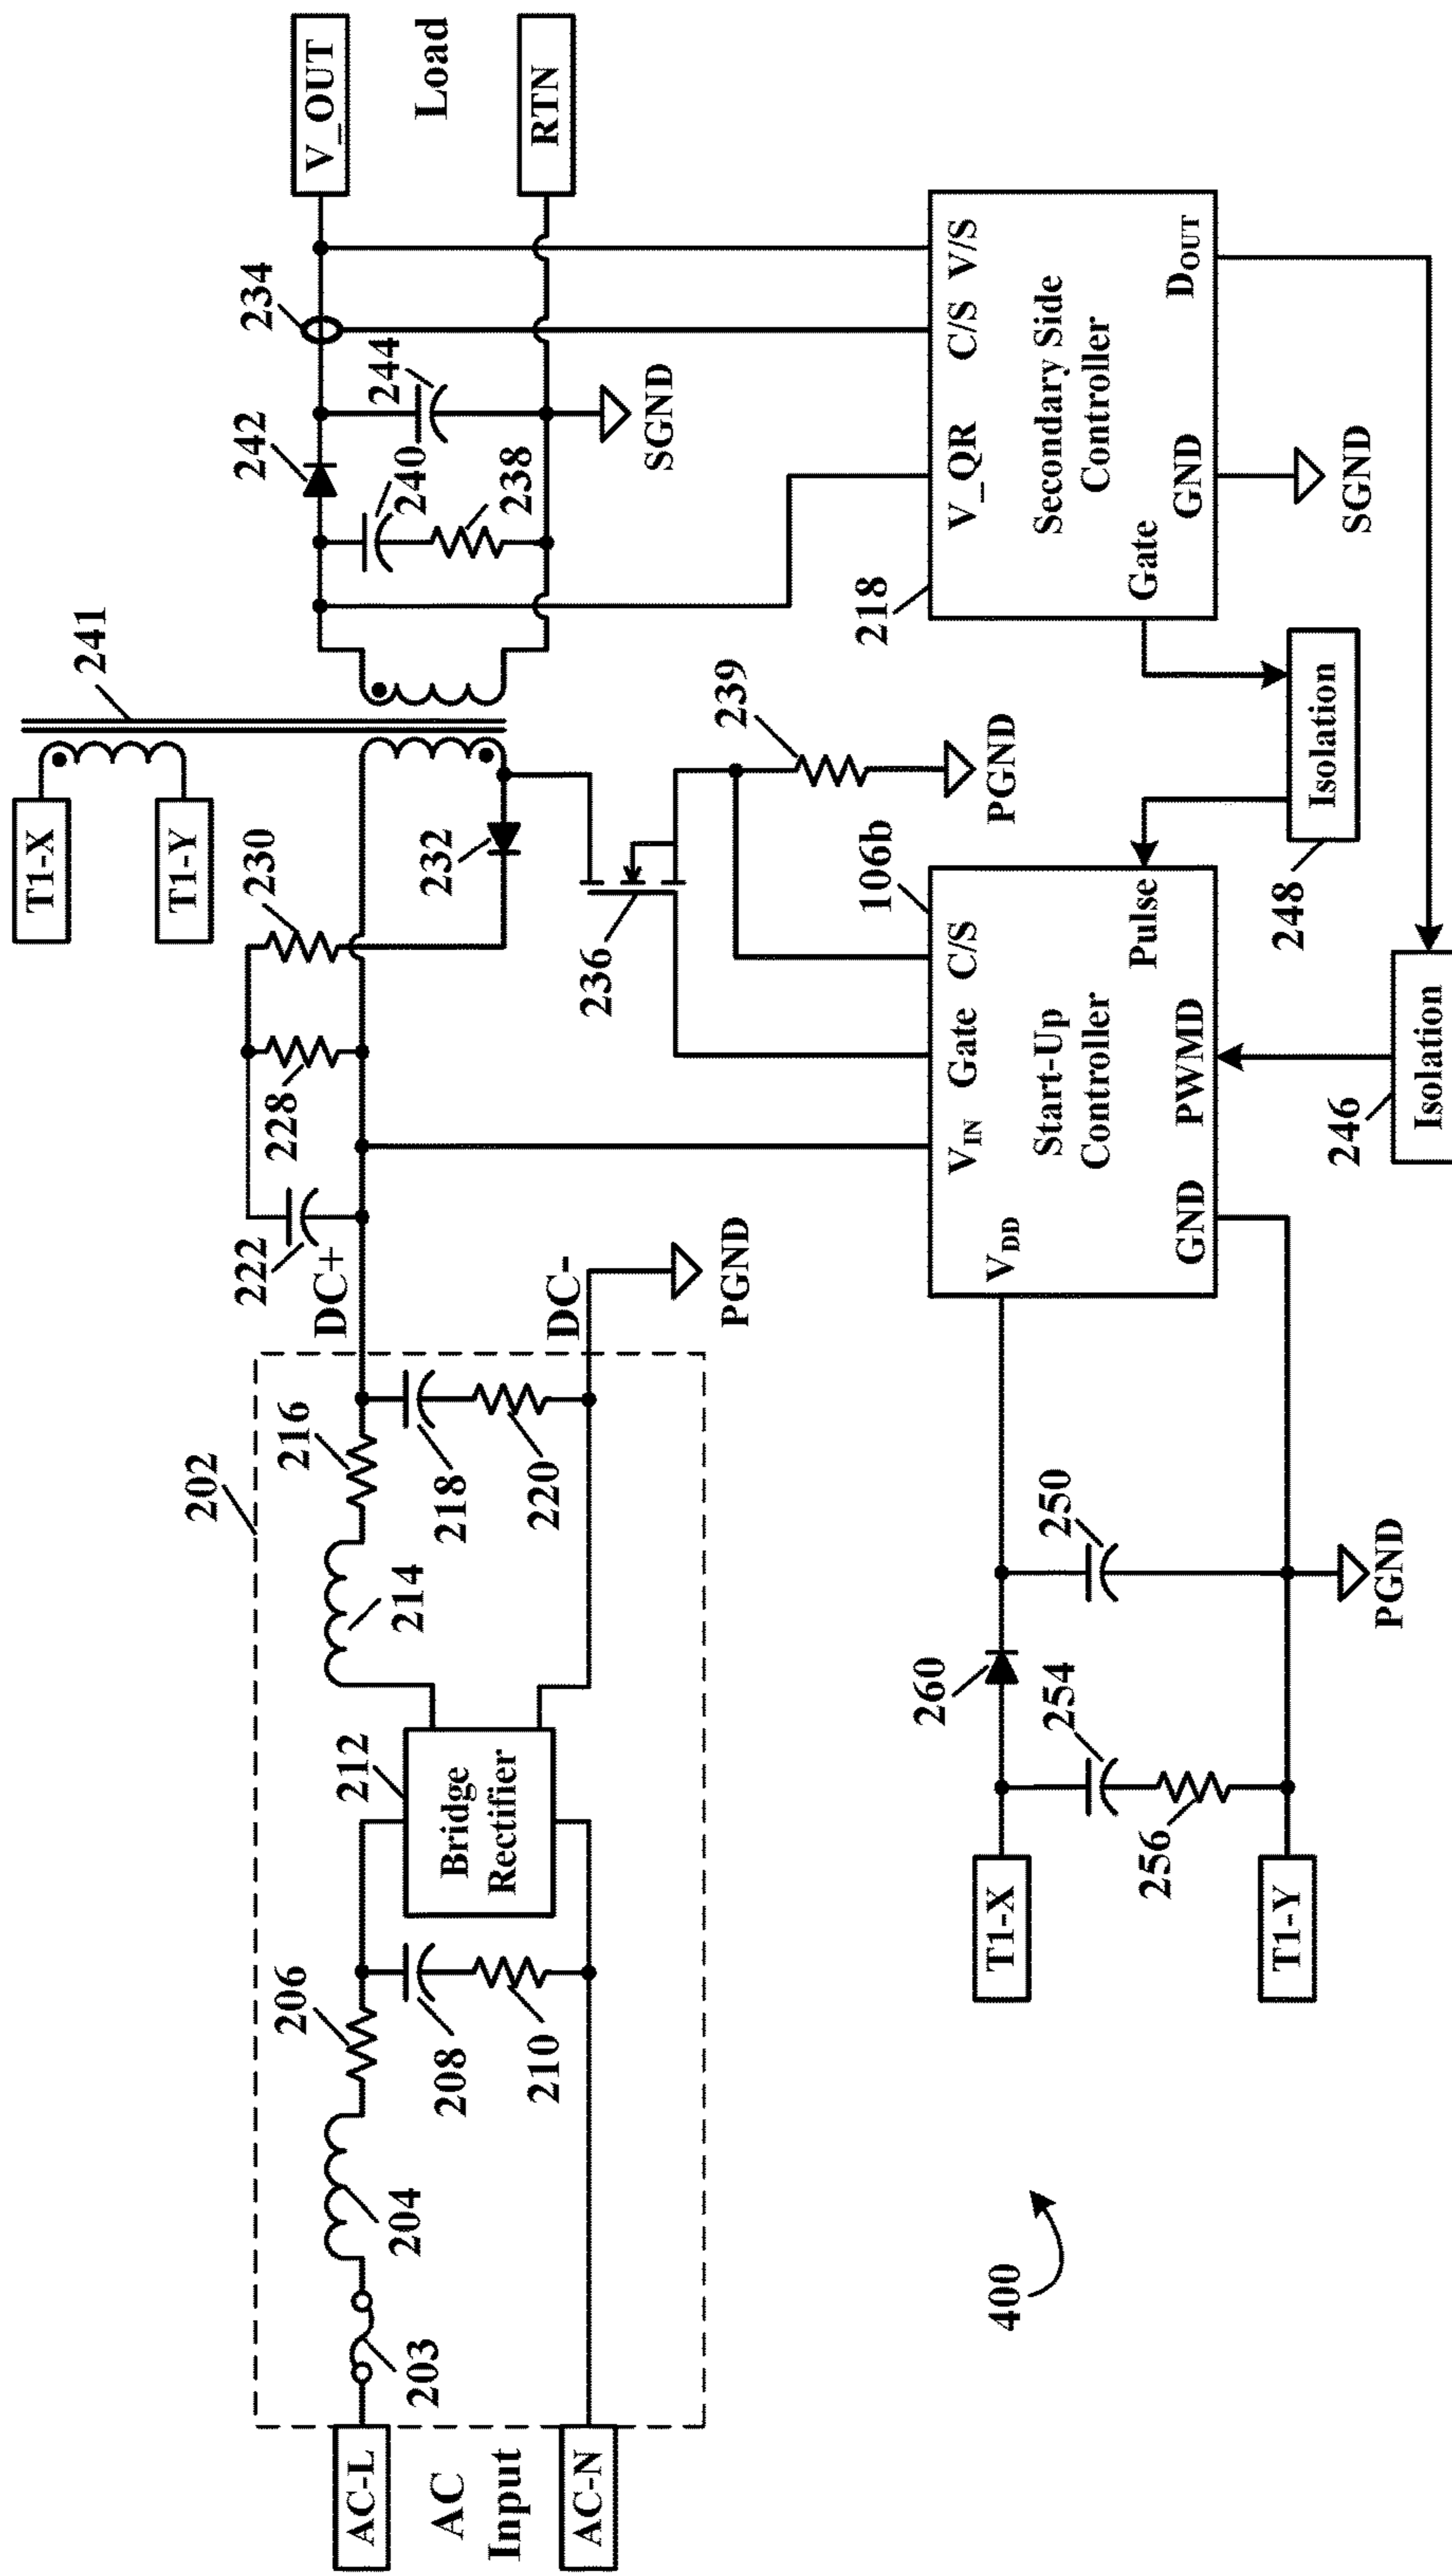 T1-X
T1-Y
241
230
228
222
DC+
DC-
PGND
232
236
234
242
244
240
238
SGND
V_OUT
Load
RTN
202
216
218
220
214
212
Bridge
Rectifier
206
208
210
204
203
AC-L
AC
Input
AC-N
239
PGND
106b
V_IN
Gate
C/S
V_DD
Start-Up
Controller
Pulse
GND
PWMD
218
V_QR
C/S
V/S
Secondary Side
Controller
Gate
GND
D_OUT
SGND
Isolation
248
Isolation
246
T1-X
T1-Y
260
254
256
250
PGND
400